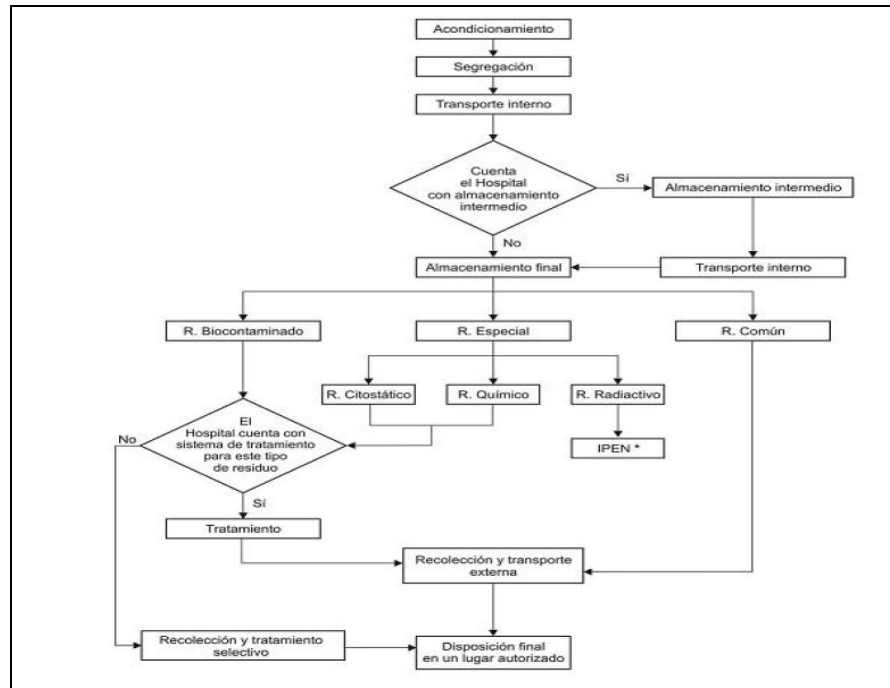 Acondicionamiento
Segregación
Transporte interno
Cuenta
el Hospital
con almacenamiento
intermedio
Sí
Almacenamiento intermedio
No
Almacenamiento final
Transporte interno
R. Biocontaminado
R. Especial
R. Común
R. Citostático
R. Químico
R. Radiactivo
El
Hospital cuenta con
sistema de tratamiento
para este tipo
de residuo
No
IPEN *
Sí
Tratamiento
Recolección y transporte
externa
Recolección y tratamiento
selectivo
Disposición final
en un lugar autorizado